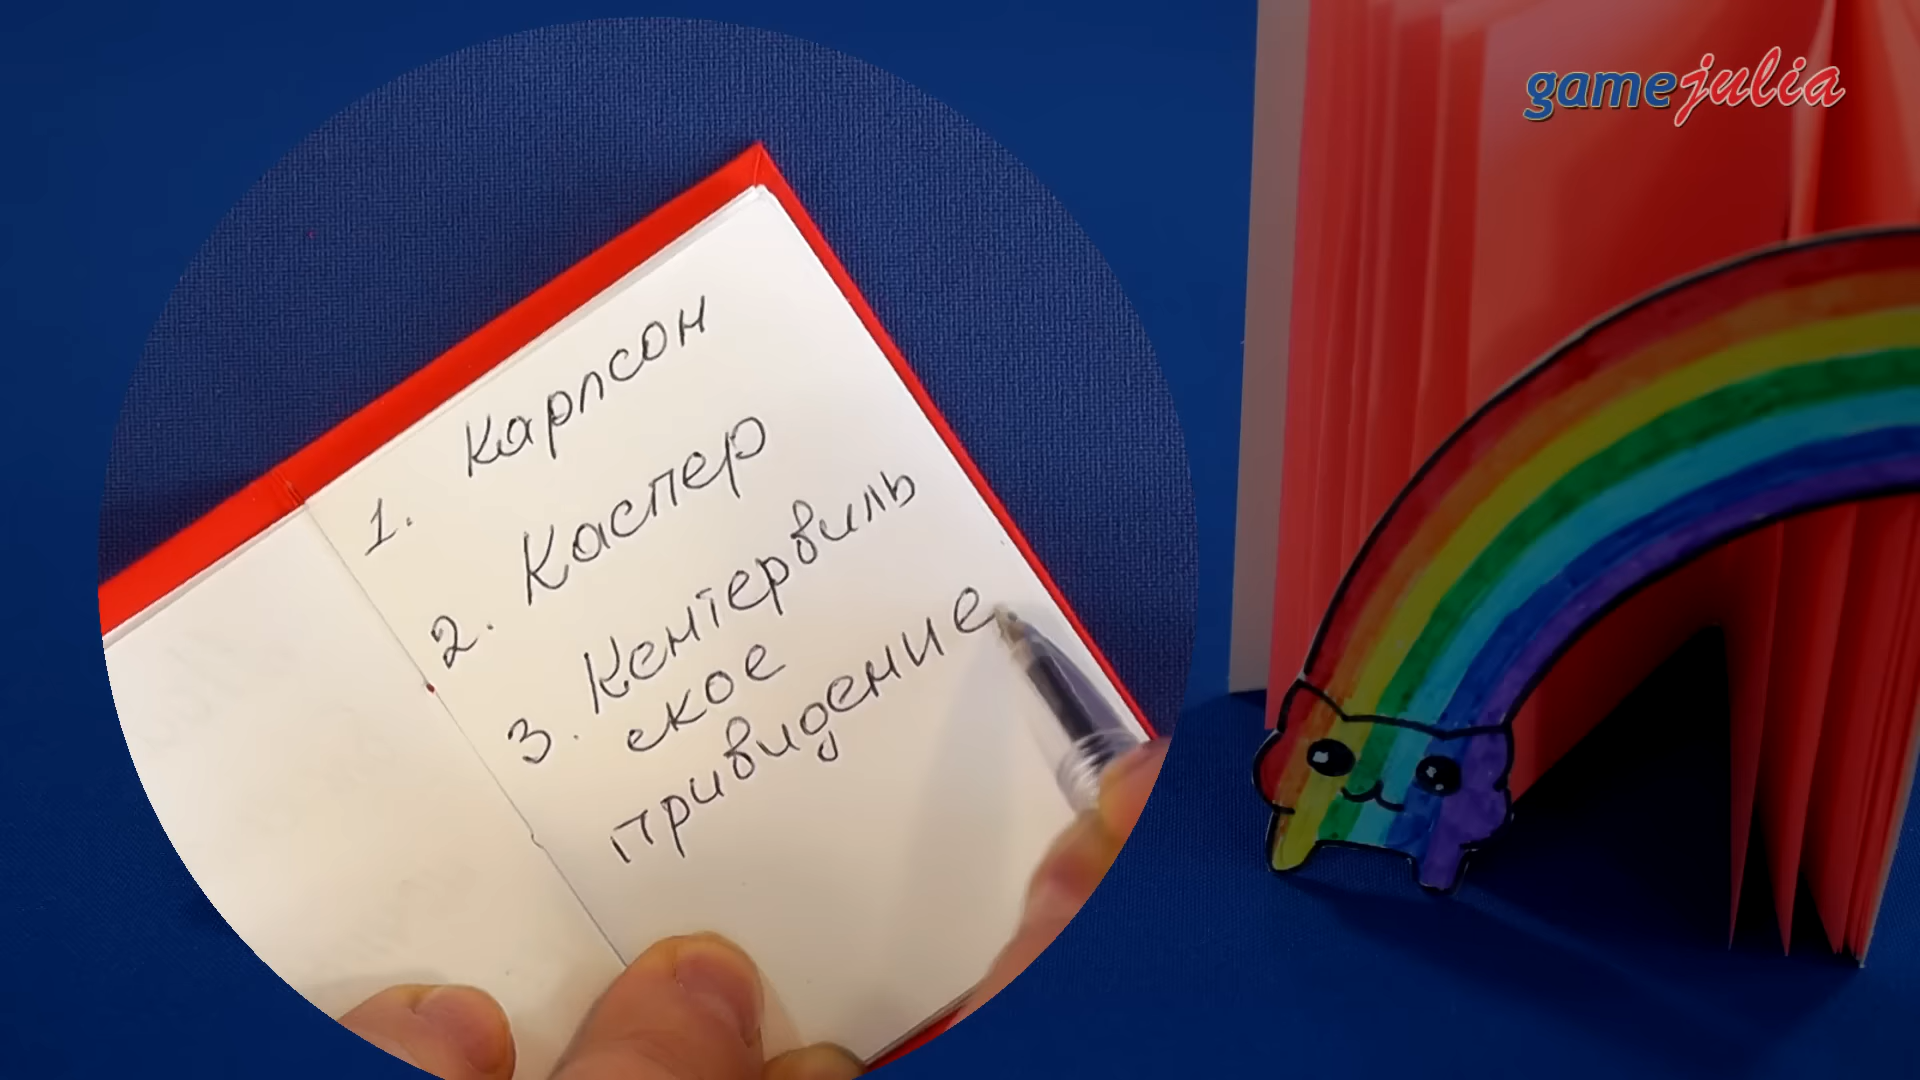 gamejulia
1. Карлсон
2. Каспер
3. Кентервиль
ское
привидение